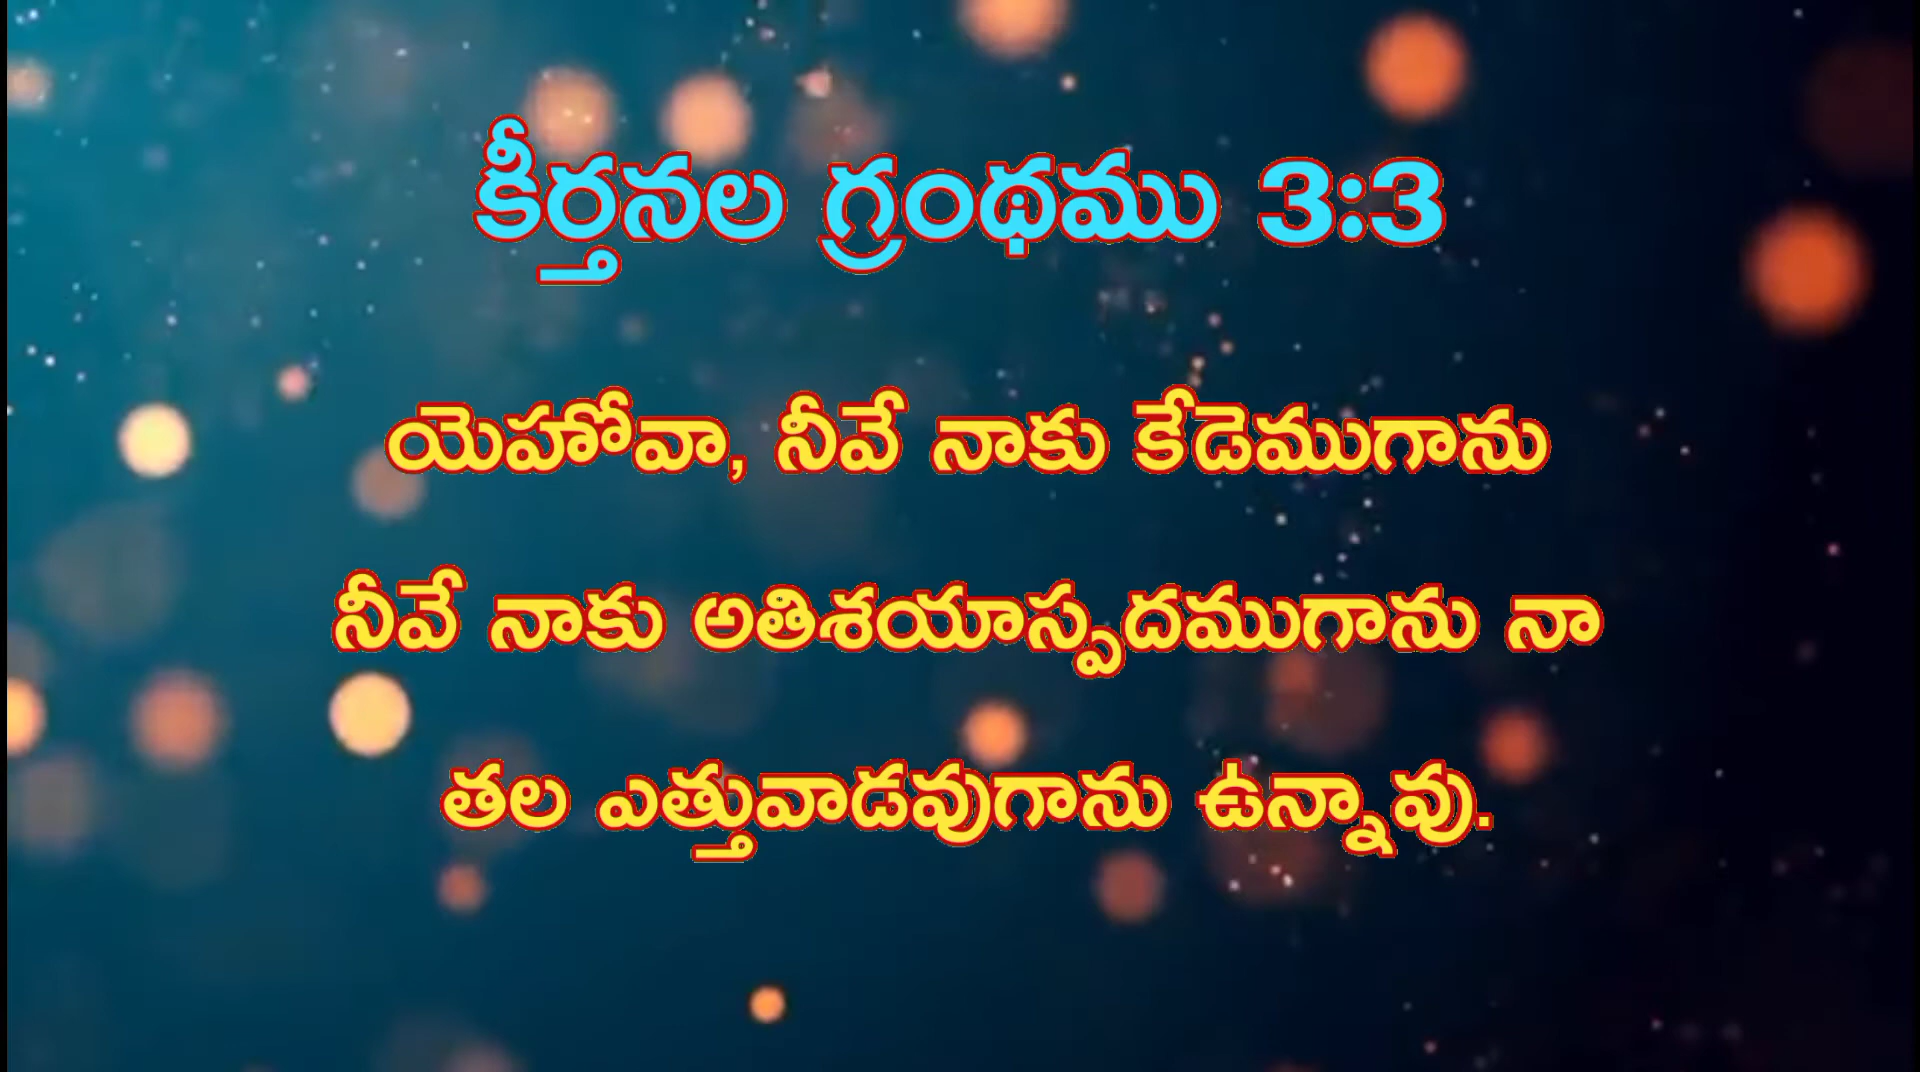 కీర్తనల గ్రంథము 3:3
యెహోవా, నీవే నాకు కేడెముగాను
నీవే నాకు అతిశయాస్పదముగాను నా
తల ఎత్తువాడవుగాను ఉన్నావు.